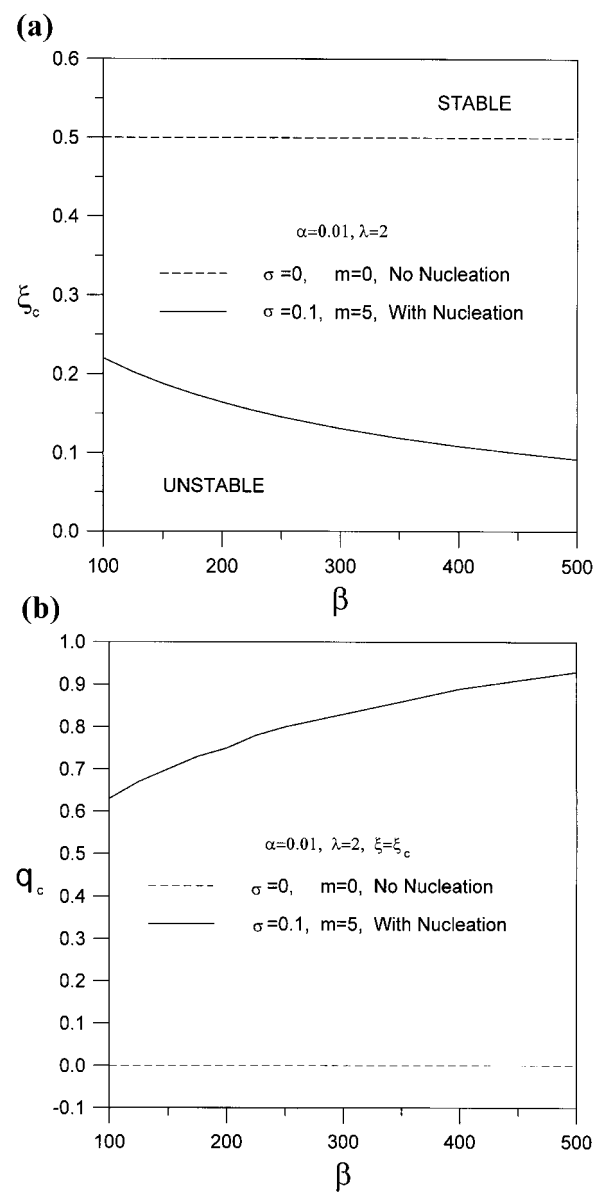 (a)
0.6
STABLE
0.5
0.4
α=0.01, λ=2
σ =0, m=0, No Nucleation
ξc
0.3
σ =0.1, m=5, With Nucleation
0.2
0.1
UNSTABLE
0.0
100 200 300 400 500
β
(b)
1.0
0.9
0.8
0.7
0.6
α=0.01, λ=2, ξ=ξc
0.5
qc
0.4
σ =0, m=0, No Nucleation
0.3
σ =0.1, m=5, With Nucleation
0.2
0.1
0.0
-0.1
100 200 300 400 500
β